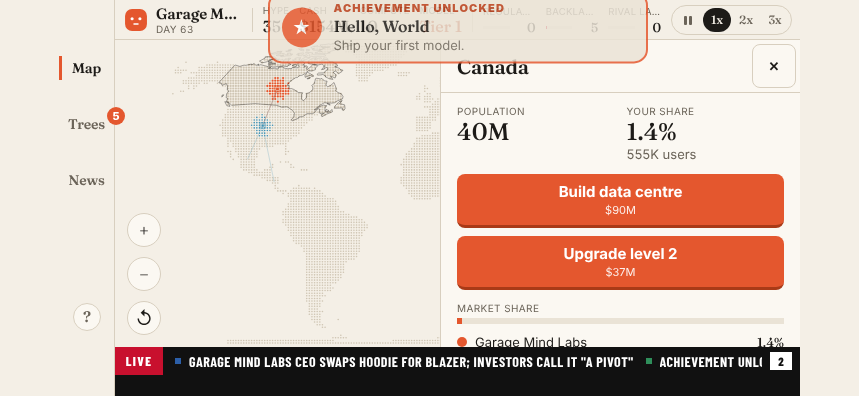 ACHIEVEMENT UNLOCKED
Hello, World
Ship your first model.
Garage M...
DAY 63
0
5
0
1x
2x
3x
Map
Trees
5
News
?
+
−
Canada
×
POPULATION
40M
YOUR SHARE
1.4%
555K users
Build data centre
$90M
Upgrade level 2
$37M
MARKET SHARE
Garage Mind Labs
1.4%
LIVE
GARAGE MIND LABS CEO SWAPS HOODIE FOR BLAZER; INVESTORS CALL IT "A PIVOT"
ACHIEVEMENT
2